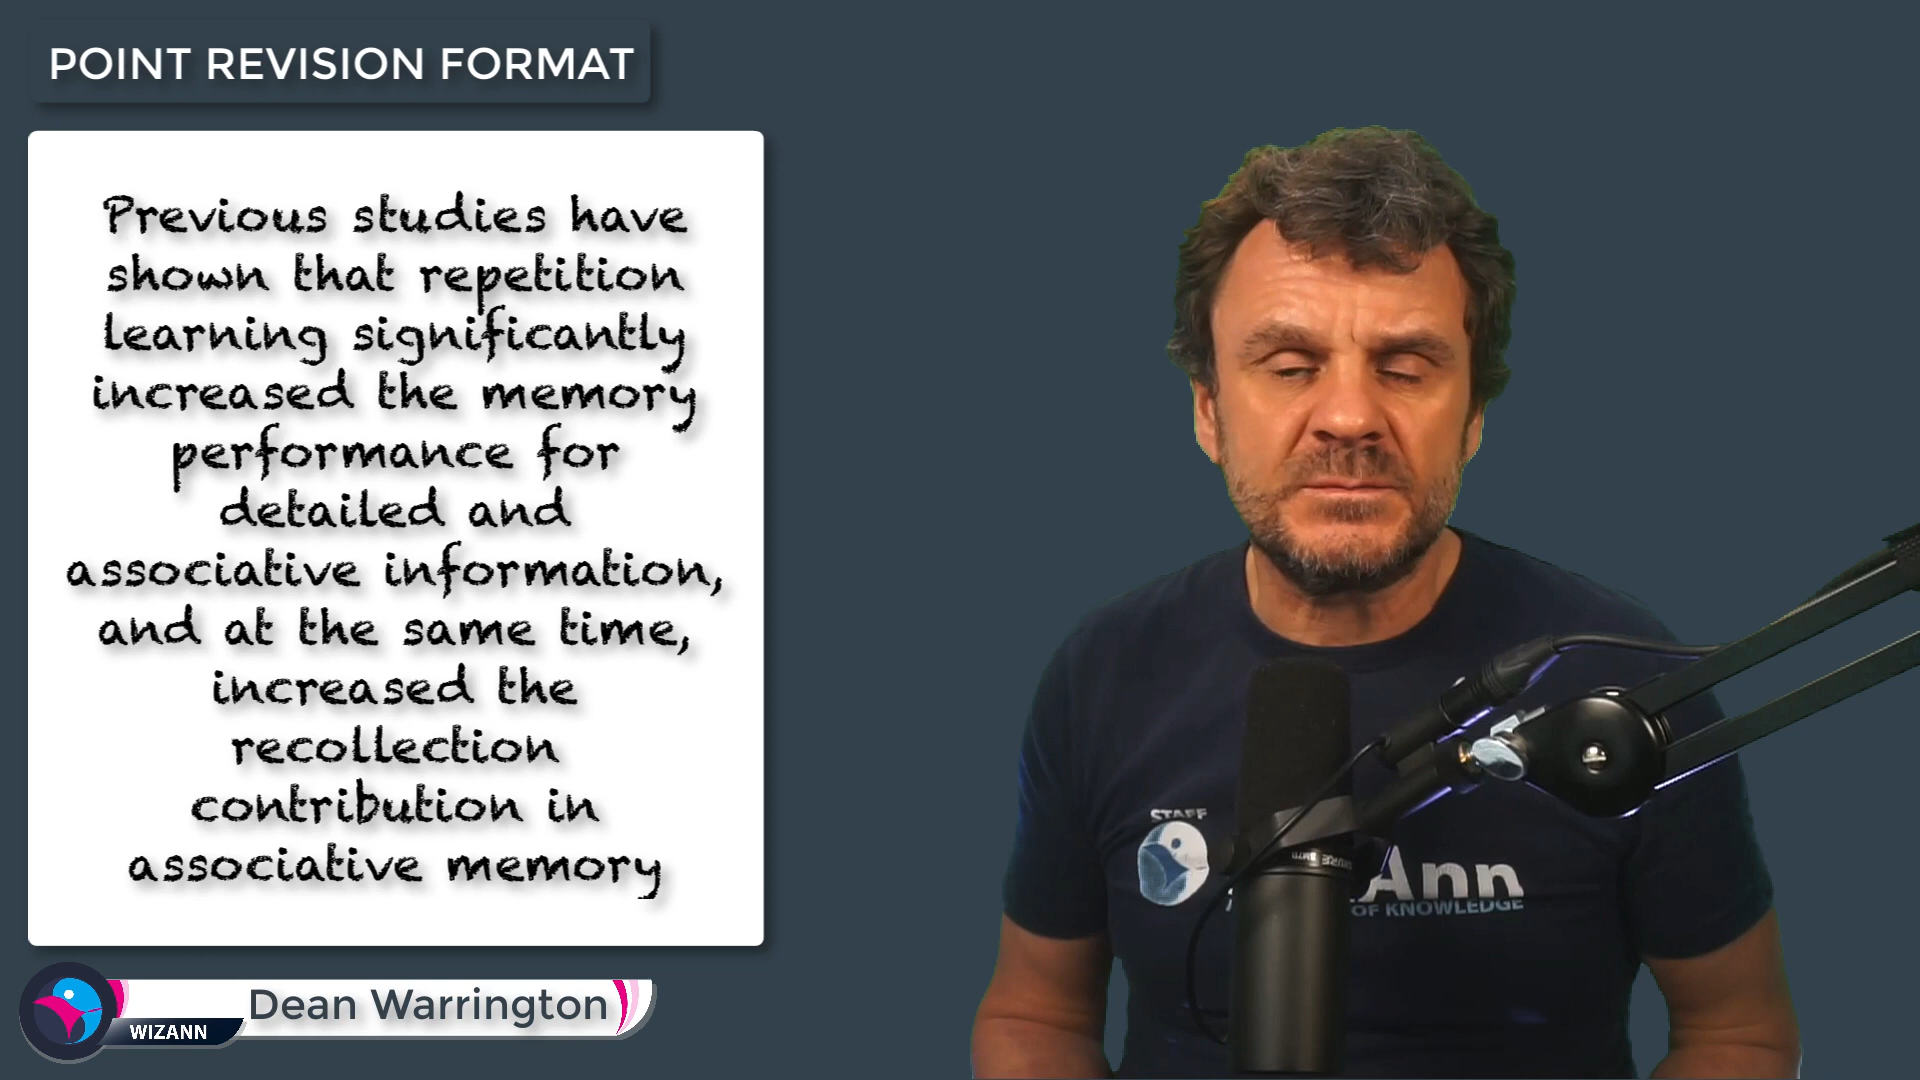 POINT REVISION FORMAT
Previous studies have
shown that repetition
learning significantly
increased the memory
performance for
detailed and
associative information,
and at the same time,
increased the
recollection
contribution in
associative memory
Dean Warrington
WIZANN
STAFF
Ann
OF KNOWLEDGE